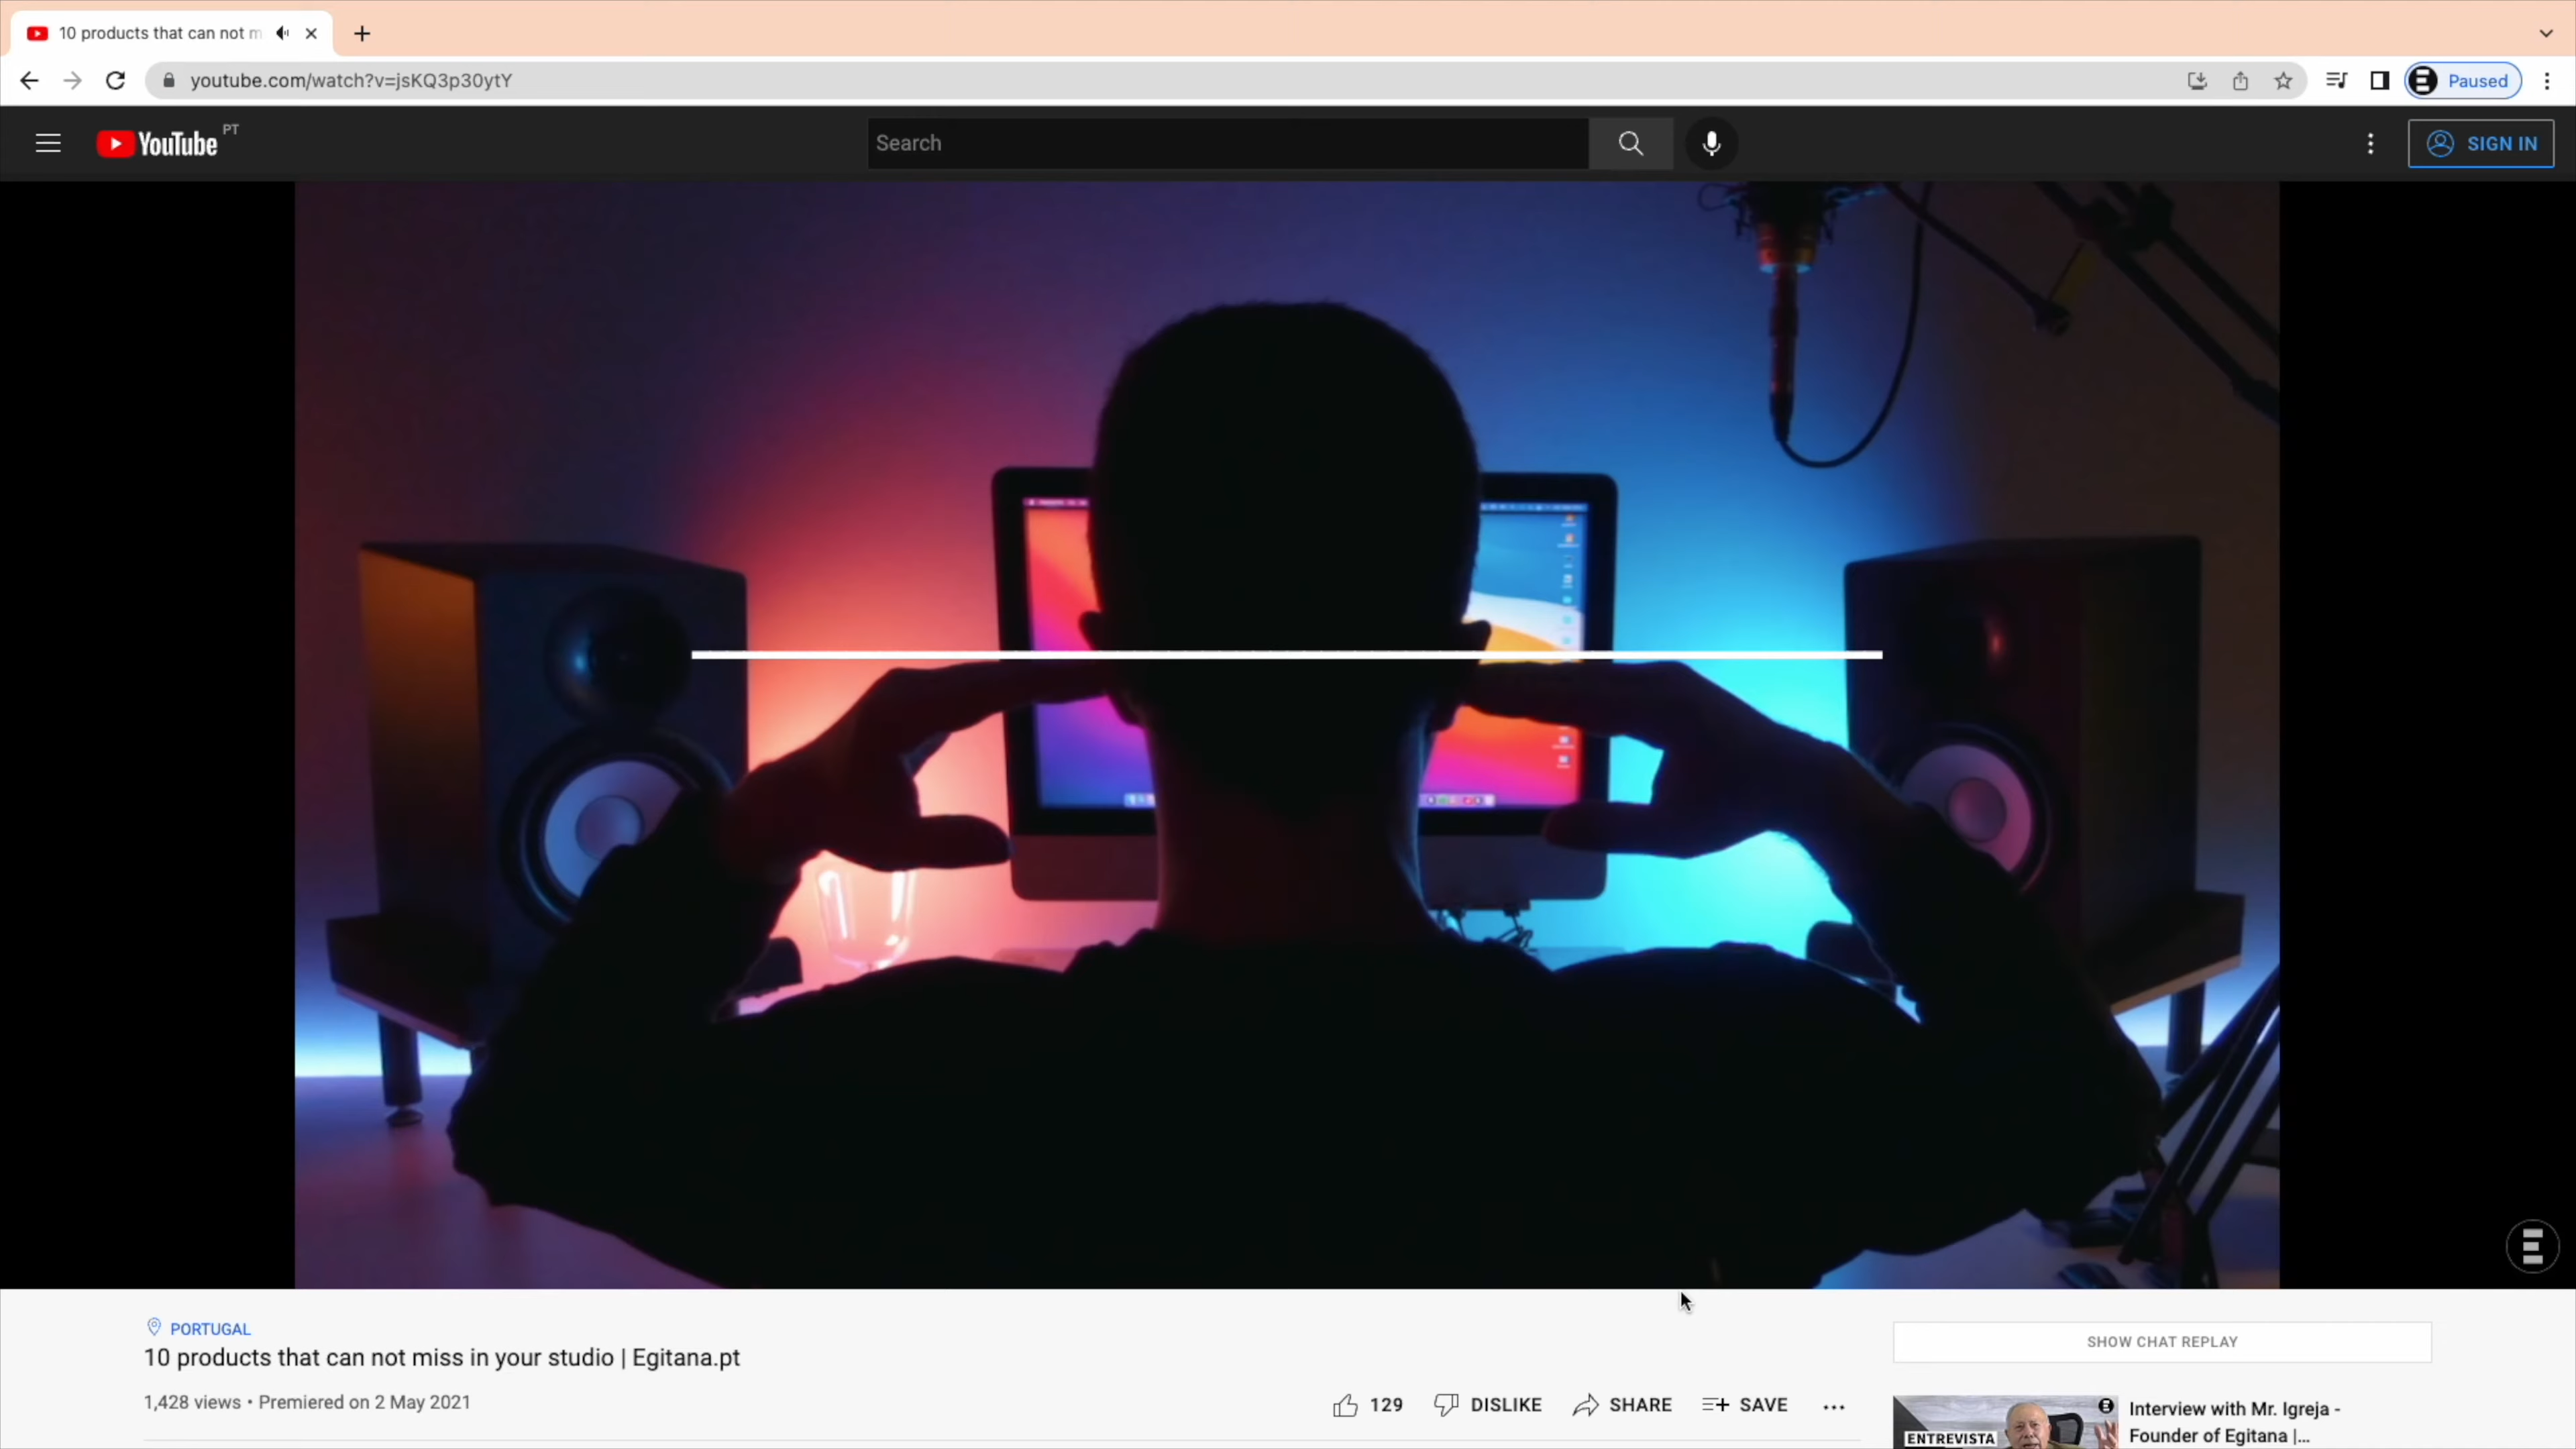 10 products that can not m
youtube.com/watch?v=jsKQ3p30ytY
Paused
YouTube PT
Search
SIGN IN
PORTUGAL
10 products that can not miss in your studio | Egitana.pt
1,428 views • Premiered on 2 May 2021
129
DISLIKE
SHARE
SAVE
SHOW CHAT REPLAY
ENTREVISTA
Interview with Mr. Igreja -
Founder of Egitana |...